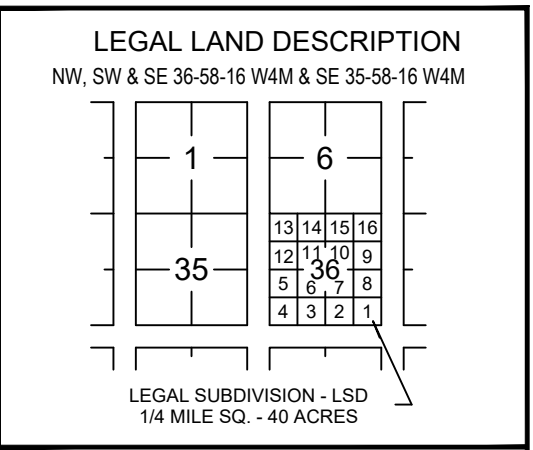 LEGAL LAND DESCRIPTION
NW, SW & SE 36-58-16 W4M & SE 35-58-16 W4M
1 6
13 14 15 16
12 11 10 9
35 36
5 6 7 8
4 3 2 1
LEGAL SUBDIVISION - LSD
1/4 MILE SQ. - 40 ACRES